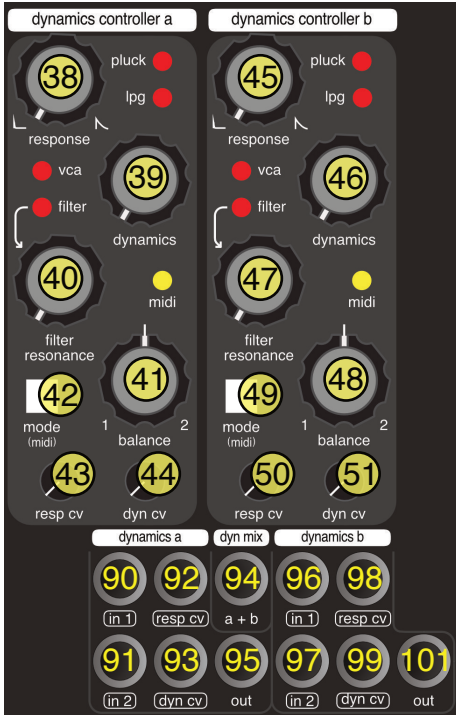 dynamics controller a
38
pluck
lpg
response
vca
39
filter
dynamics
40
midi
filter
resonance
41
42
mode
(midi)
1
2
balance
43
44
resp cv
dyn cv
dynamics controller b
45
pluck
lpg
response
vca
46
filter
dynamics
47
midi
filter
resonance
48
49
mode
(midi)
1
2
balance
50
51
resp cv
dyn cv
dynamics a
dyn mix
dynamics b
90
92
94
96
98
in 1
resp cv
a + b
in 1
resp cv
91
93
95
97
99
101
in 2
dyn cv
out
in 2
dyn cv
out